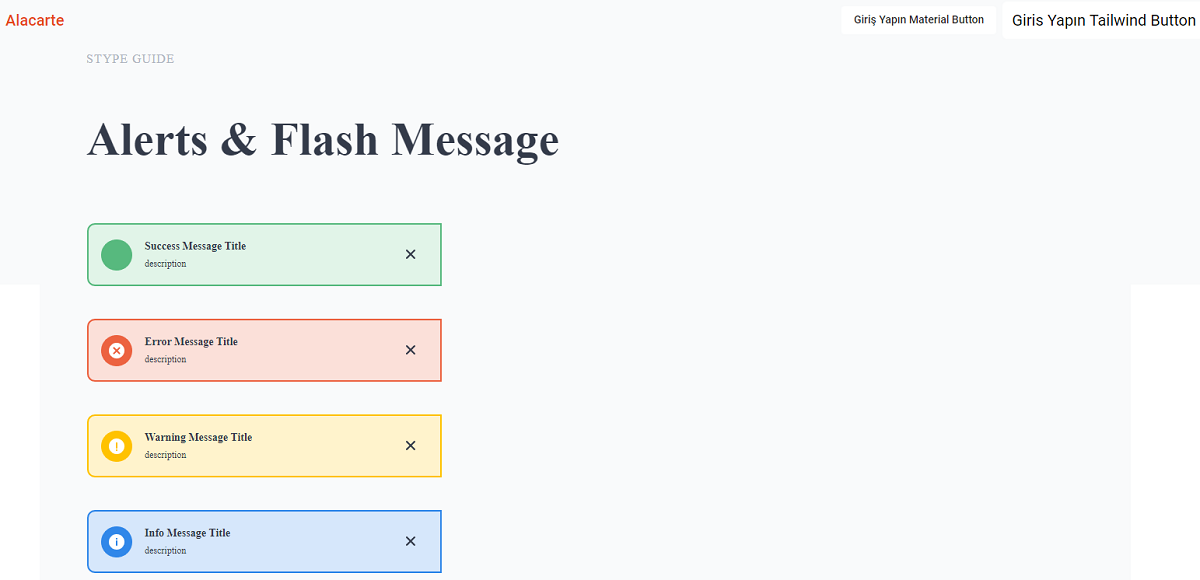 Alacarte
Giriş Yapın Material Button
Giris Yapın Tailwind Button
STYPE GUIDE
Alerts & Flash Message
Success Message Title
description
Error Message Title
description
Warning Message Title
description
Info Message Title
description